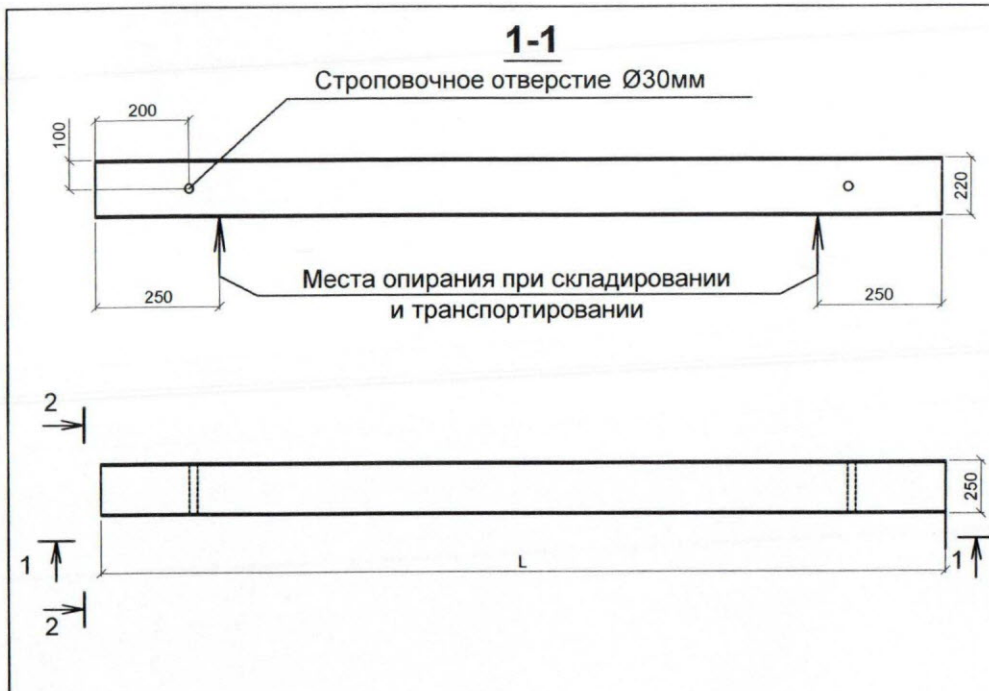 1-1
Строповочное отверстие Ø30мм
200
100
220
Места опирания при складировании
и транспортировании
250
250
2
250
1
L
1
2